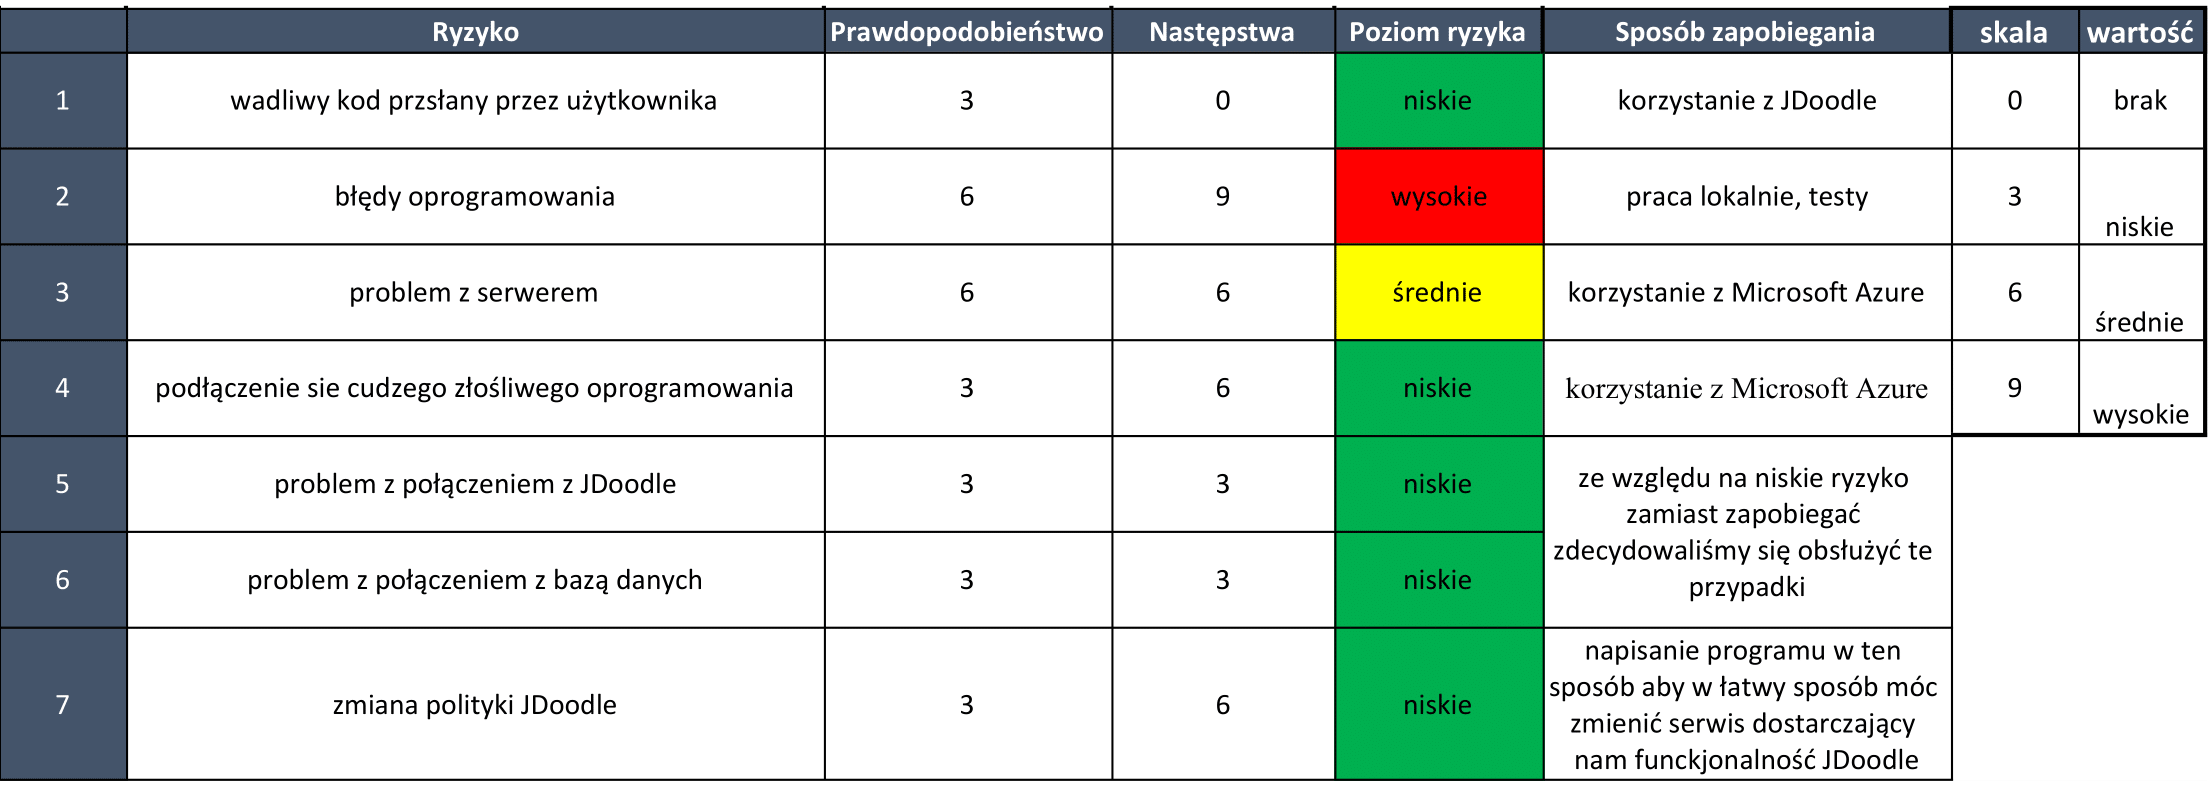 Ryzyko Prawdopodobieństwo Następstwa Poziom ryzyka Sposób zapobiegania skala wartość
1 wadliwy kod przsłany przez użytkownika 3 0 niskie korzystanie z JDoodle 0 brak
2 błędy oprogramowania 6 9 wysokie praca lokalnie, testy 3 niskie
3 problem z serwerem 6 6 średnie korzystanie z Microsoft Azure 6 średnie
4 podłączenie sie cudzego złośliwego oprogramowania 3 6 niskie korzystanie z Microsoft Azure 9 wysokie
5 problem z połączeniem z JDoodle 3 3 niskie
6 problem z połączeniem z bazą danych 3 3 niskie
ze względu na niskie ryzyko
zamiast zapobiegać
zdecydowaliśmy się obsłużyć te
przypadki
7 zmiana polityki JDoodle 3 6 niskie
napisanie programu w ten
sposób aby w łatwy sposób móc
zmienić serwis dostarczający
nam funckjonalność JDoodle